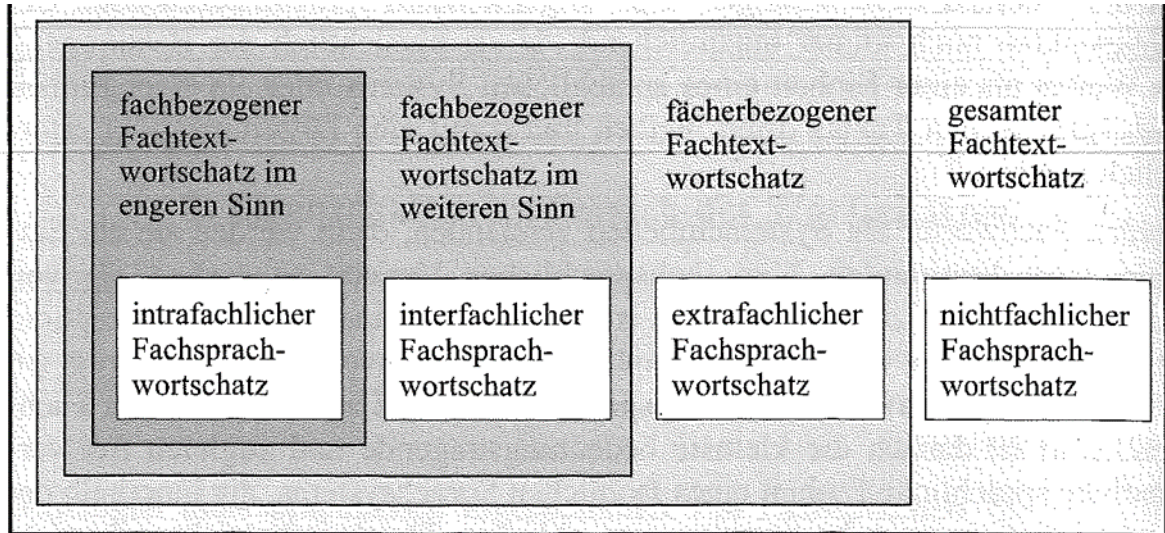 fachbezogener
Fachtext-
wortschatz im
engeren Sinn
fachbezogener
Fachtext-
wortschatz im
weiteren Sinn
fächerbezogener
Fachtext-
wortschatz
gesamter
Fachtext-
wortschatz
intrafachlicher
Fachsprach-
wortschatz
interfachlicher
Fachsprach-
wortschatz
extrafachlicher
Fachsprach-
wortschatz
nichtfachlicher
Fachsprach-
wortschatz